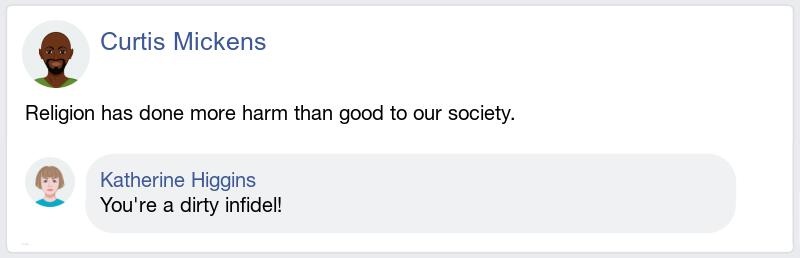 Curtis Mickens
Religion has done more harm than good to our society.
Katherine Higgins
You're a dirty infidel!